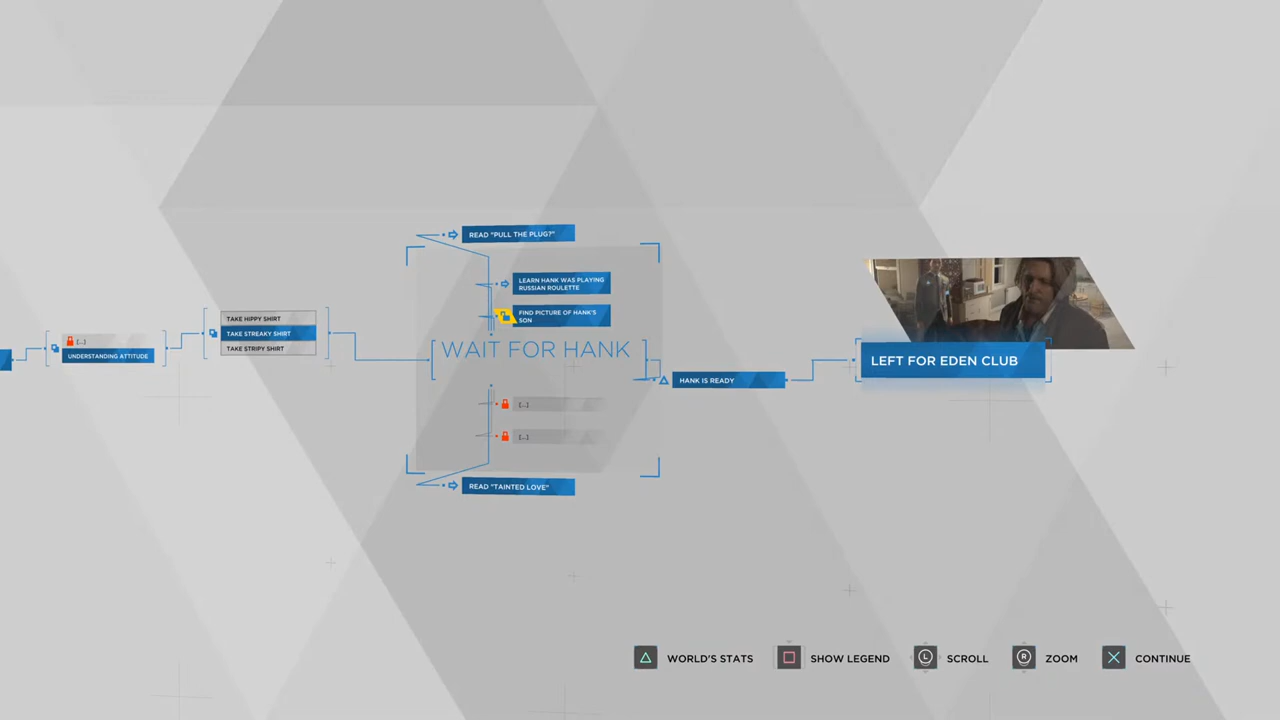 [...]
UNDERSTANDING ATTITUDE
TAKE HIPPY SHIRT
TAKE STREAKY SHIRT
TAKE STRIPY SHIRT
READ "PULL THE PLUG?"
LEARN HANK WAS PLAYING
RUSSIAN ROULETTE
FIND PICTURE OF HANK'S
SON
WAIT FOR HANK
[...]
[...]
READ "TAINTED LOVE"
HANK IS READY
LEFT FOR EDEN CLUB
WORLD'S STATS
SHOW LEGEND
L
SCROLL
R
ZOOM
CONTINUE